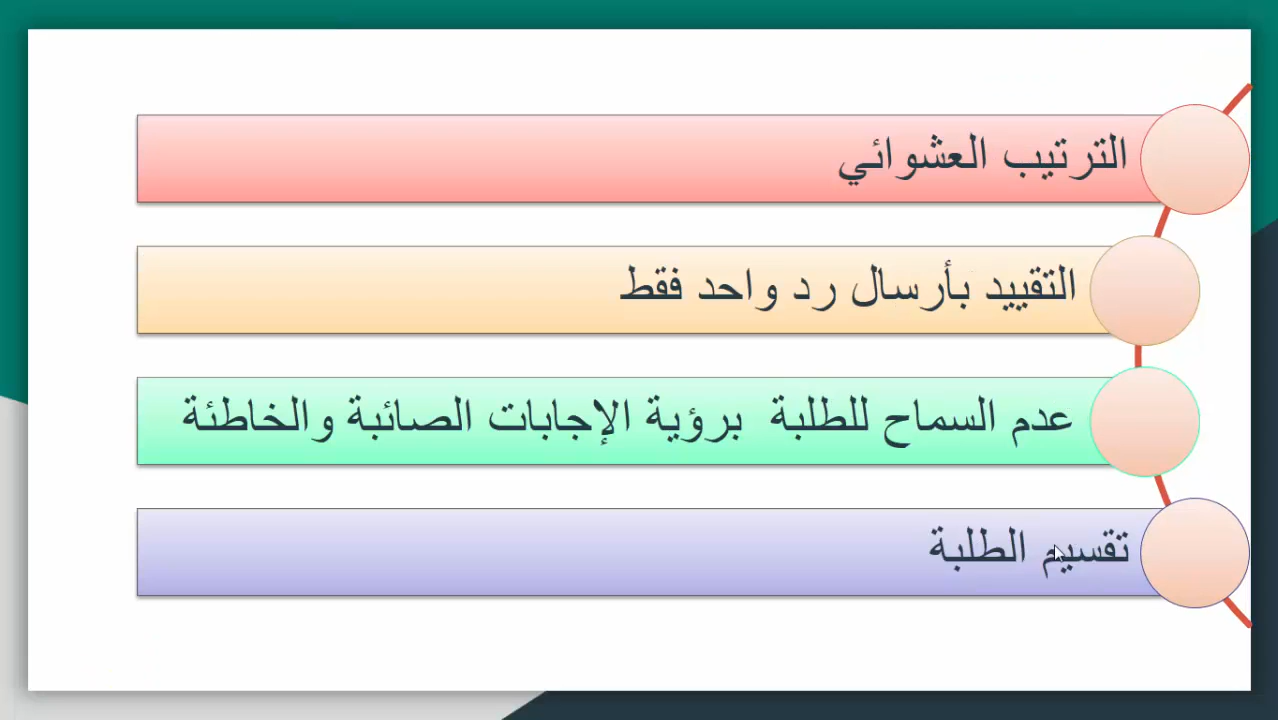 الترتيب العشوائي
التقييد بأرسال رد واحد فقط
عدم السماح للطلبة برؤية الإجابات الصائبة والخاطئة
تقسيم الطلبة